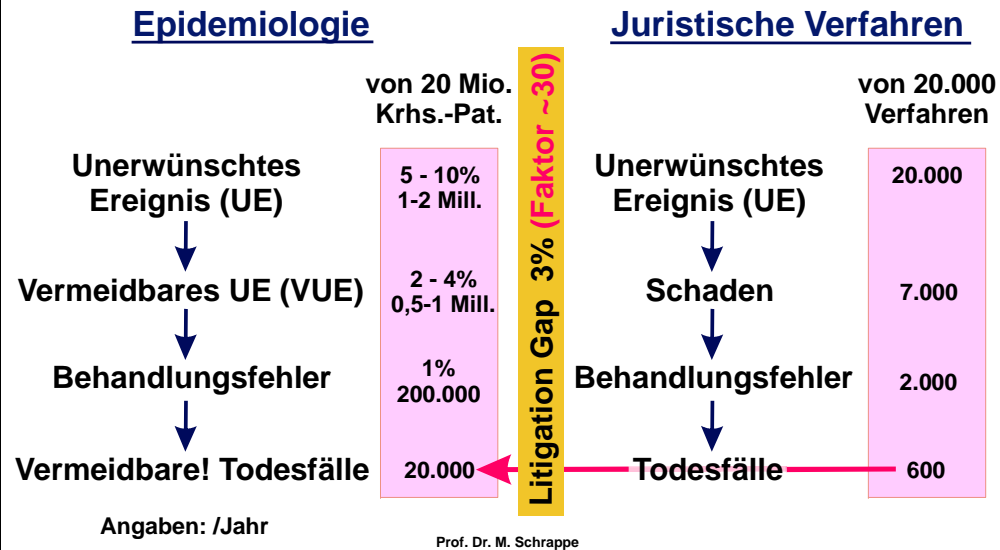 Epidemiologie
Juristische Verfahren
von 20 Mio.
Krhs.-Pat.
von 20.000
Verfahren
Unerwünschtes
Ereignis (UE)
5 - 10%
1-2 Mill.
Unerwünschtes
Ereignis (UE)
20.000
Vermeidbares UE (VUE)
2 - 4%
0,5-1 Mill.
Schaden
7.000
Behandlungsfehler
1%
200.000
Behandlungsfehler
2.000
Vermeidbare! Todesfälle
20.000
Todesfälle
600
Litigation Gap 3% (Faktor ~30)
Angaben: /Jahr
Prof. Dr. M. Schrappe